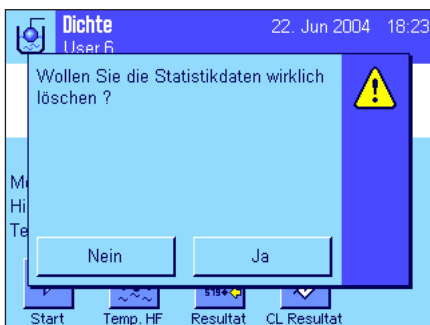 Dichte
22. Jun 2004 18:23
User 6
Wollen Sie die Statistikdaten wirklich
löschen ?
Nein
Ja
Start
Temp. HF
Resultat
CL Resultat